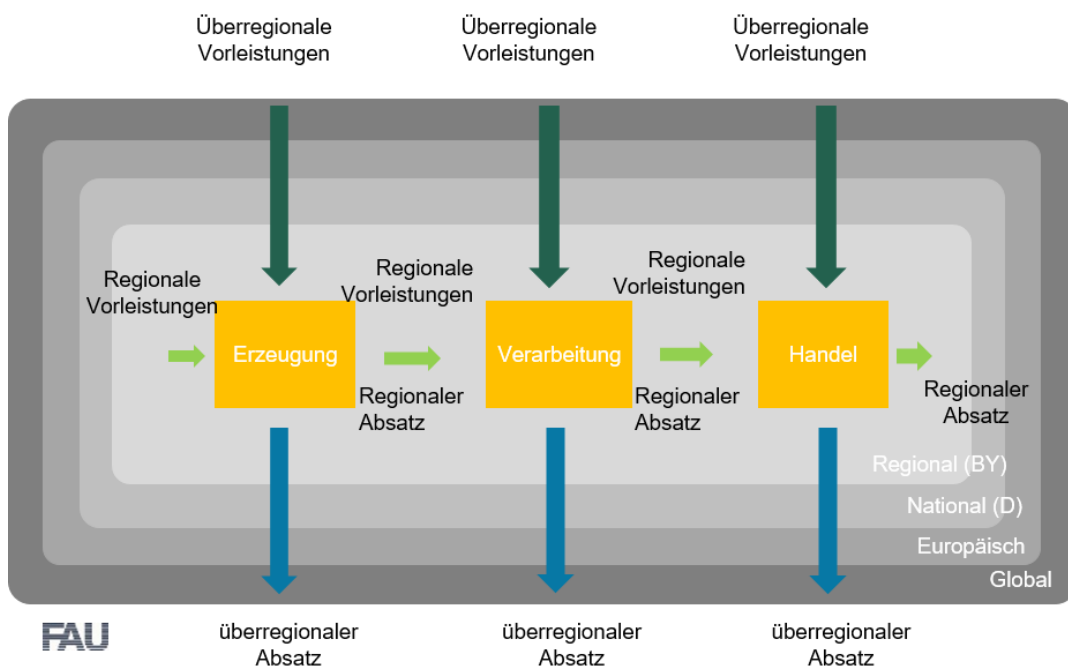 Überregionale
Vorleistungen
Überregionale
Vorleistungen
Überregionale
Vorleistungen
Regionale
Vorleistungen
Regionale
Vorleistungen
Regionale
Vorleistungen
Erzeugung
Verarbeitung
Handel
Regionaler
Absatz
Regionaler
Absatz
Regionaler
Absatz
Regional (BY)
National (D)
Europäisch
Global
FAU
überregionaler
Absatz
überregionaler
Absatz
überregionaler
Absatz